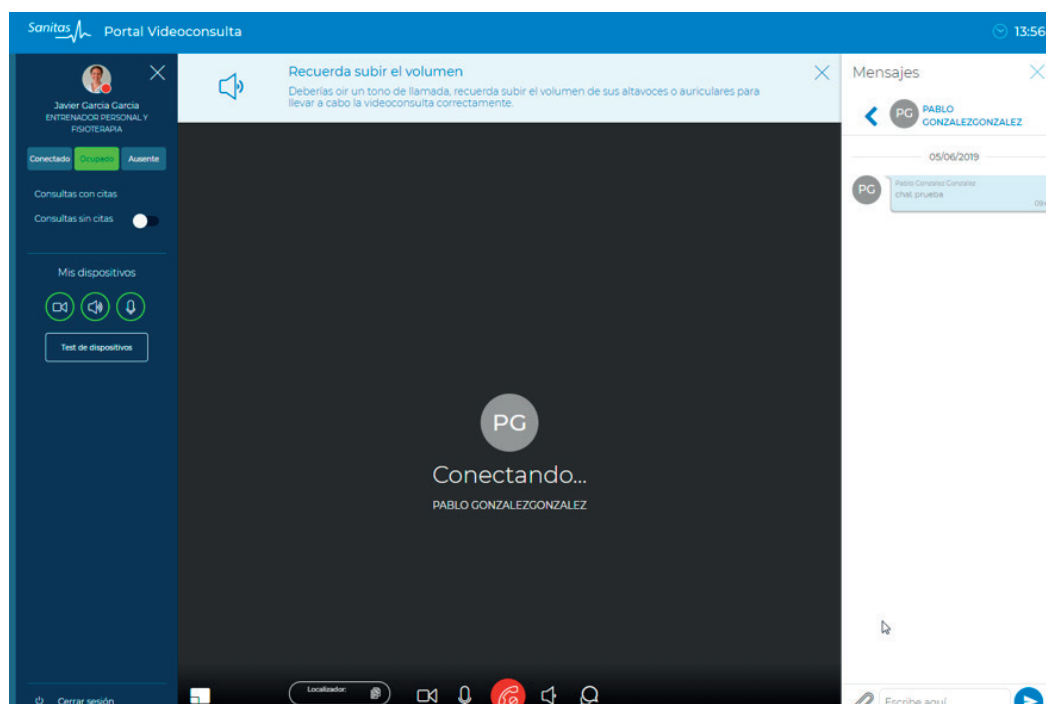 Sanitas Portal Videoconsulta
13:56
Javier Garcia Garcia
ENTRENADOR PERSONAL Y
FISIOTERAPIA
Conectado Ocupado Ausente
Consultas con citas
Consultas sin citas
Mis dispositivos
Test de dispositivos
Cerrar sesión
Recuerda subir el volumen
Deberías oir un tono de llamada, recuerda subir el volumen de sus altavoces o auriculares para
llevar a cabo la videoconsulta correctamente.
PG
Conectando...
PABLO GONZALEZGONZALEZ
Localizador:
Mensajes
PG PABLO
GONZALEZGONZALEZ
05/06/2019
PG
Pablo Gonzalez Gonzalez
chat prueba
Escribe aquí